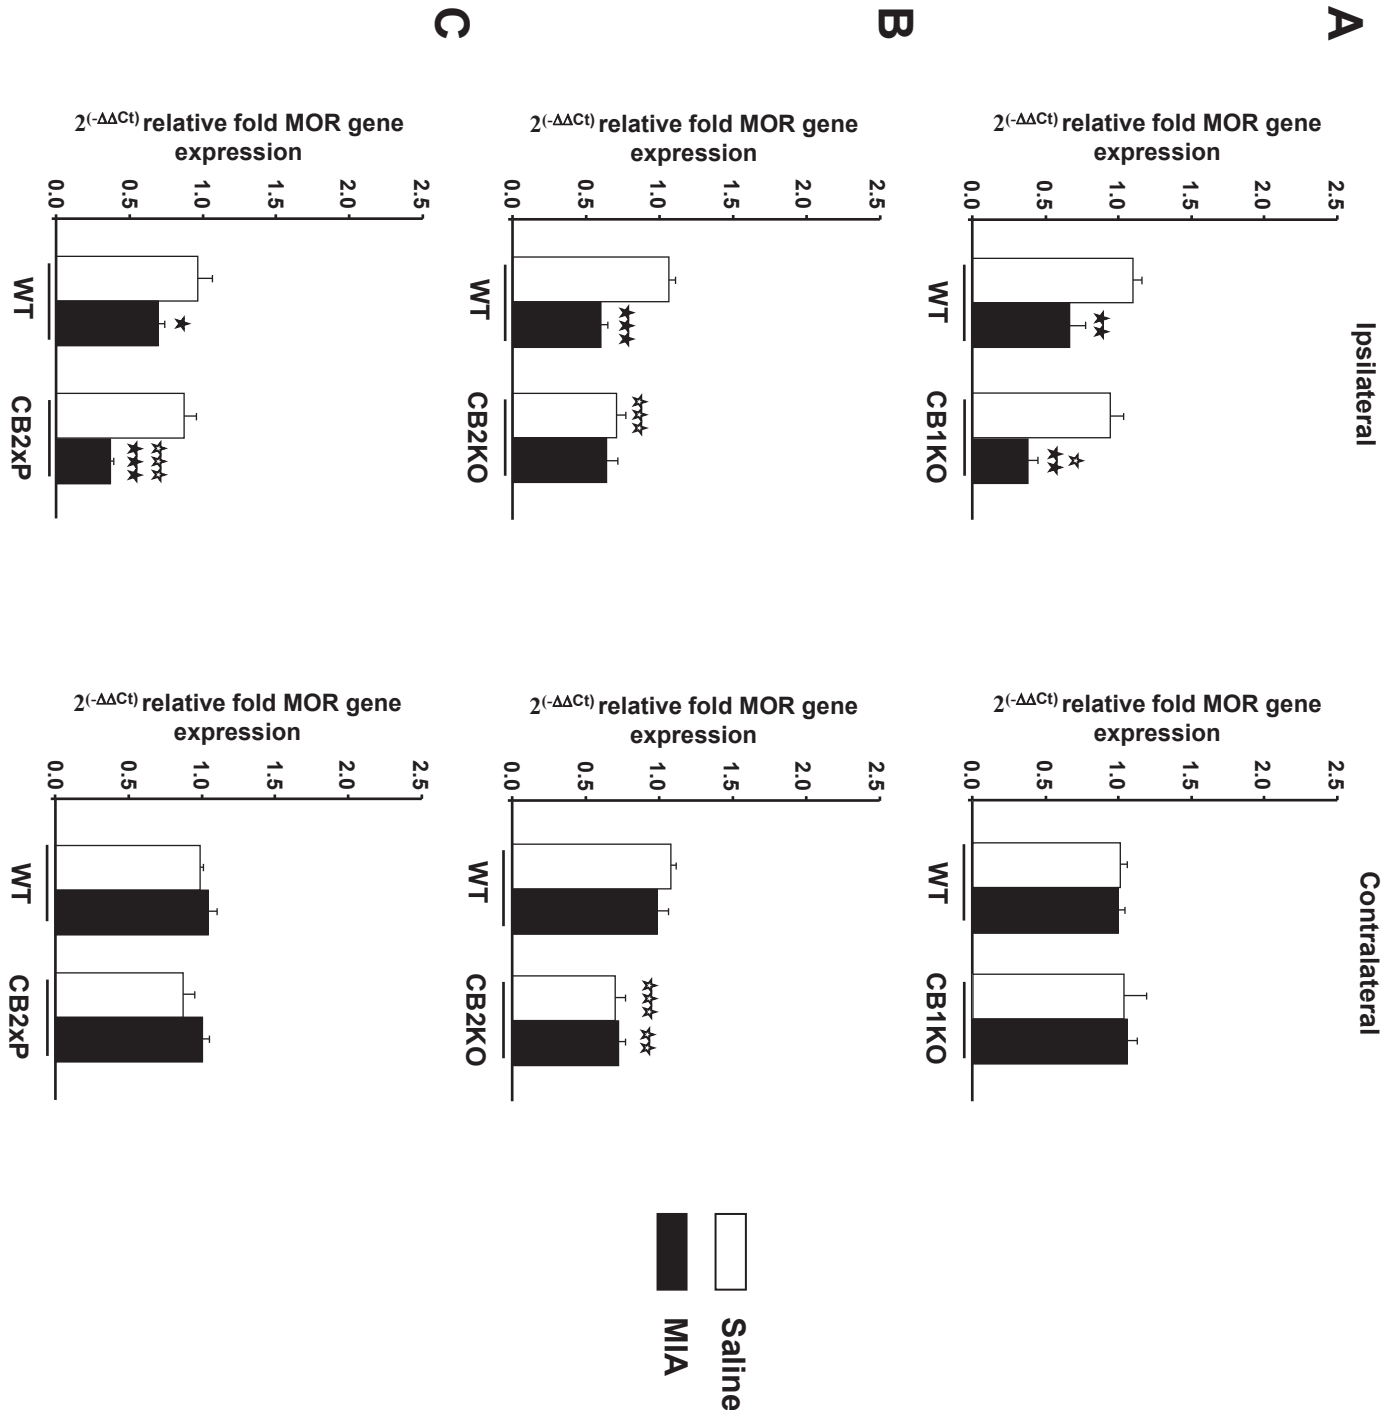 Ipsilateral
Contralateral
A
2(-ΔΔCt) relative fold MOR gene
expression
2.5
2.0
1.5
1.0
0.5
0.0
★★
☆
★★
WT
CB1KO
2(-ΔΔCt) relative fold MOR gene
expression
2.5
2.0
1.5
1.0
0.5
0.0
WT
CB1KO
B
2(-ΔΔCt) relative fold MOR gene
expression
2.5
2.0
1.5
1.0
0.5
0.0
★★★
☆☆☆
WT
CB2KO
2(-ΔΔCt) relative fold MOR gene
expression
2.5
2.0
1.5
1.0
0.5
0.0
☆☆☆ ☆☆
WT
CB2KO
Saline
MIA
C
2(-ΔΔCt) relative fold MOR gene
expression
2.5
2.0
1.5
1.0
0.5
0.0
★
☆☆☆
★★★
WT
CB2xP
2(-ΔΔCt) relative fold MOR gene
expression
2.5
2.0
1.5
1.0
0.5
0.0
WT
CB2xP